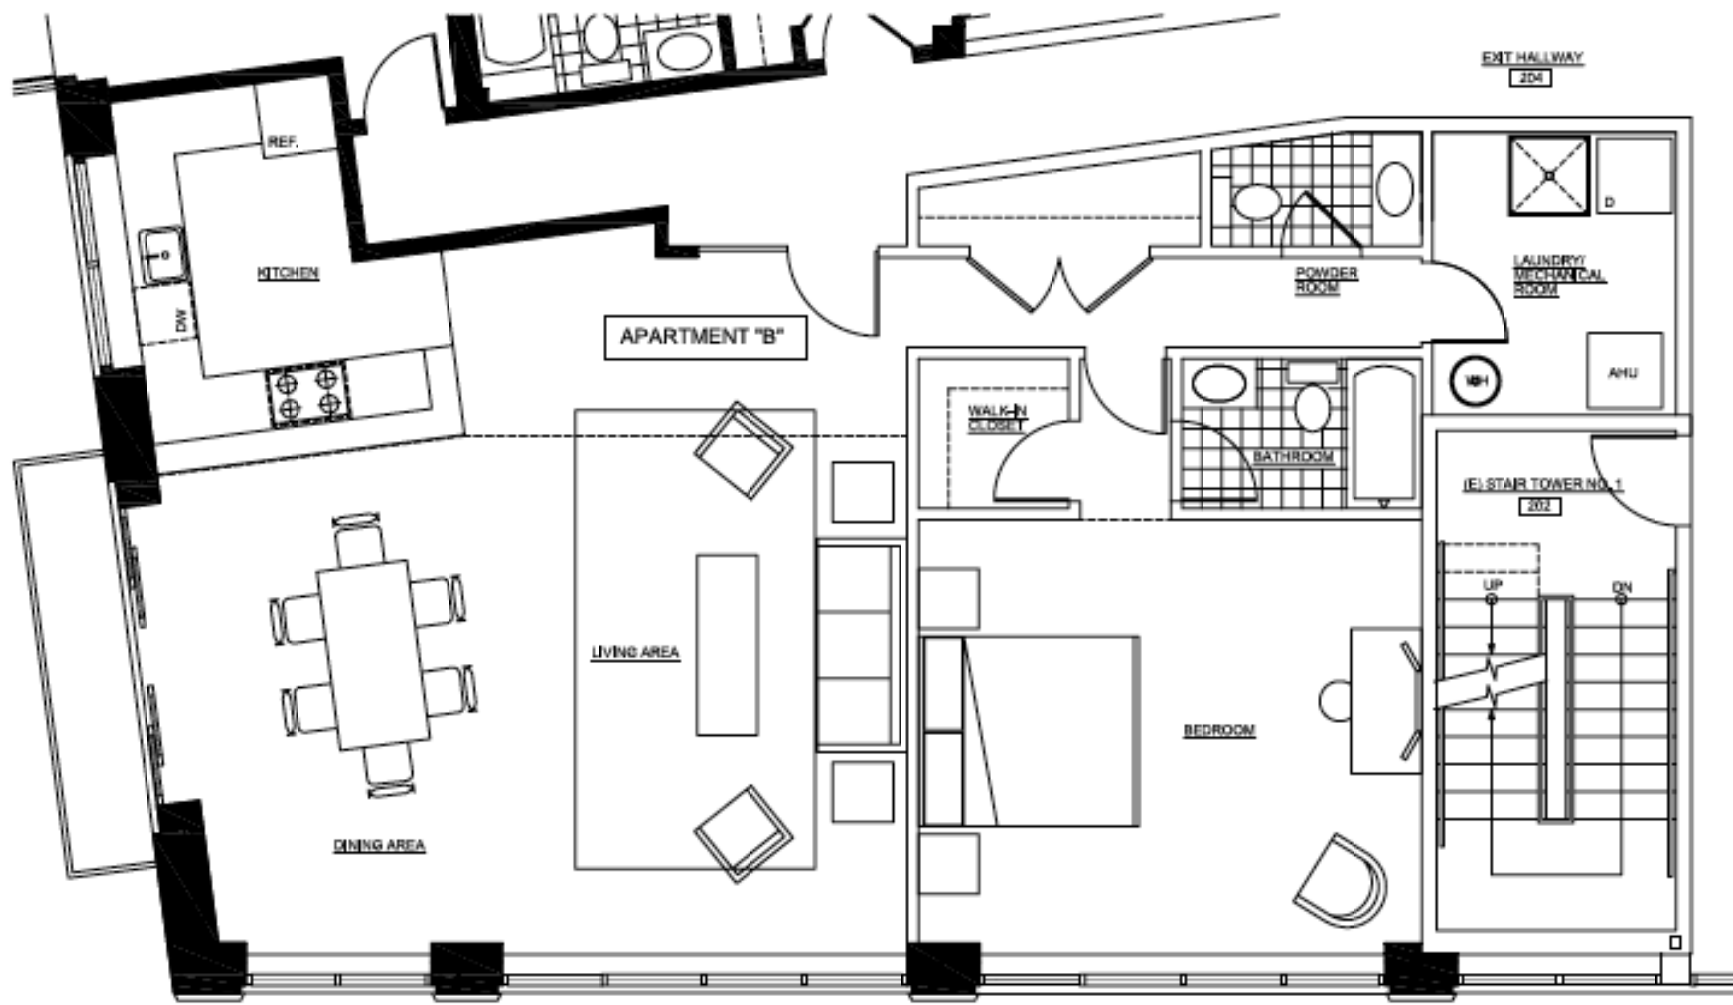 EXIT HALLWAY
204
REF.
D
KITCHEN
LAUNDRY/
MECHANICAL
ROOM
POWDER
ROOM
DW
APARTMENT "B"
WH
AHU
WALK-IN
CLOSET
BATHROOM
(E) STAIR TOWER NO. 1
202
UP
DN
LIVING AREA
BEDROOM
DINING AREA